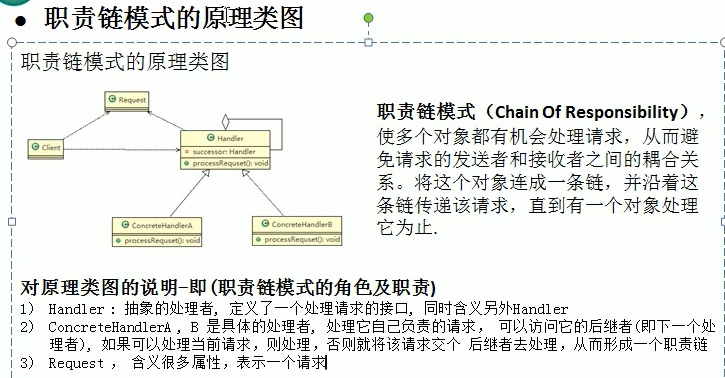 职责链模式的原理类图
职责链模式的原理类图
Request
Client
Handler
successor: Handler
processRequset(): void
ConcreteHandlerA
processRequset(): void
ConcreteHandlerB
processRequset(): void
职责链模式（Chain Of Responsibility），
使多个对象都有机会处理请求，从而避
免请求的发送者和接收者之间的耦合关
系。将这个对象连成一条链，并沿着这
条链传递该请求，直到有一个对象处理
它为止.
对原理类图的说明-即(职责链模式的角色及职责)
1） Handler : 抽象的处理者, 定义了一个处理请求的接口, 同时含义另外Handler
2） ConcreteHandlerA , B 是具体的处理者, 处理它自己负责的请求， 可以访问它的后继者(即下一个处
理者), 如果可以处理当前请求，则处理，否则就将该请求交个 后继者去处理，从而形成一个职责链
3） Request ， 含义很多属性，表示一个请求